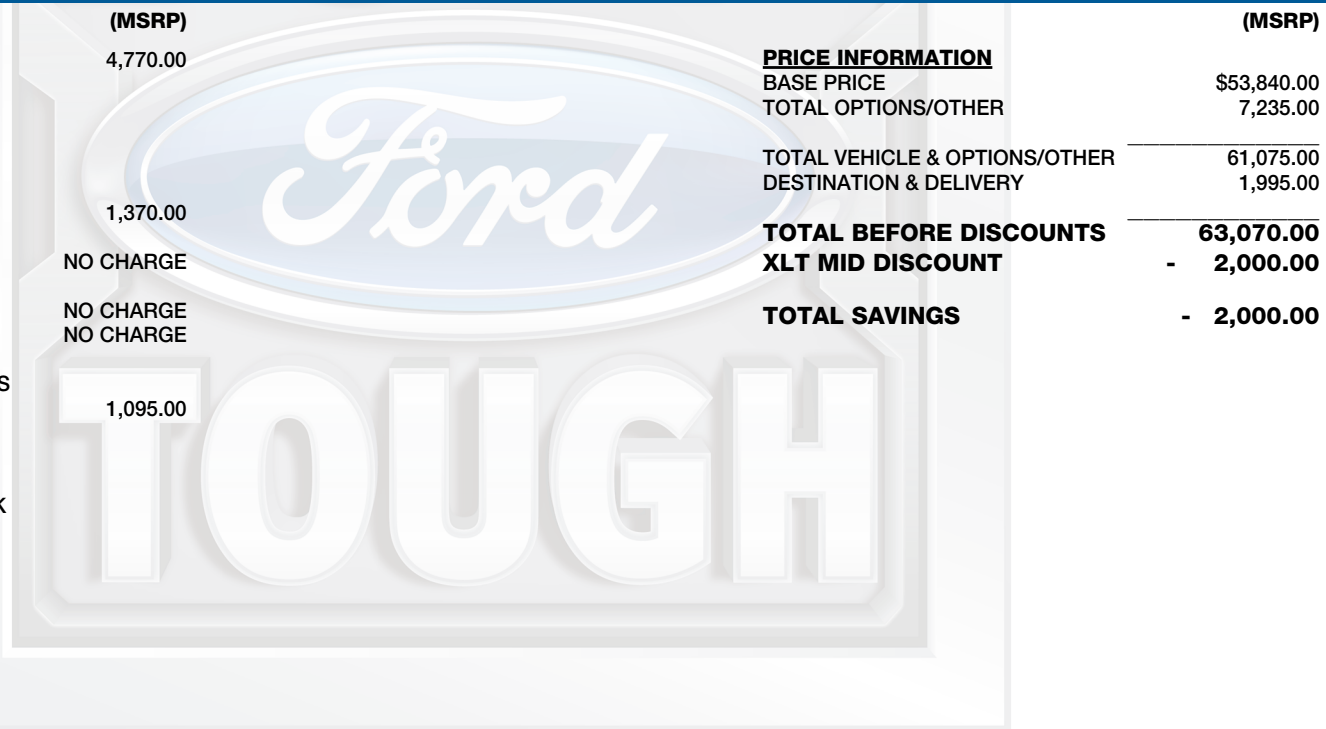 (MSRP)
4,770.00
1,370.00
NO CHARGE
NO CHARGE
NO CHARGE
S
1,095.00
K
(MSRP)
PRICE INFORMATION
BASE PRICE $53,840.00
TOTAL OPTIONS/OTHER 7,235.00
TOTAL VEHICLE & OPTIONS/OTHER 61,075.00
DESTINATION & DELIVERY 1,995.00
TOTAL BEFORE DISCOUNTS 63,070.00
XLT MID DISCOUNT - 2,000.00
TOTAL SAVINGS - 2,000.00
Ford
TOUGH